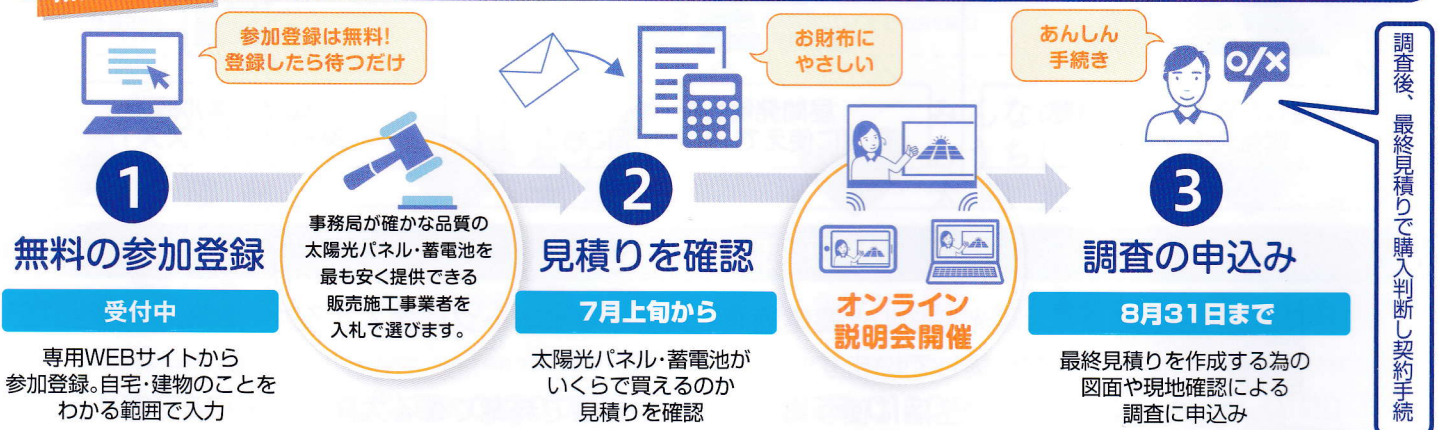 参加登録は無料!
登録したら待つだけ
お財布に
やさしい
あんしん
手続き
o/x
1
無料の参加登録
受付中
専用WEBサイトから
参加登録。自宅・建物のことを
わかる範囲で入力
事務局が確かな品質の
太陽光パネル・蓄電池を
最も安く提供できる
販売施工事業者を
入札で選びます。
2
見積りを確認
7月上旬から
太陽光パネル・蓄電池が
いくらで買えるのか
見積りを確認
オンライン
説明会開催
3
調査の申込み
8月31日まで
最終見積りを作成する為の
図面や現地確認による
調査に申込み
調査後、最終見積りで購入判断し契約手続